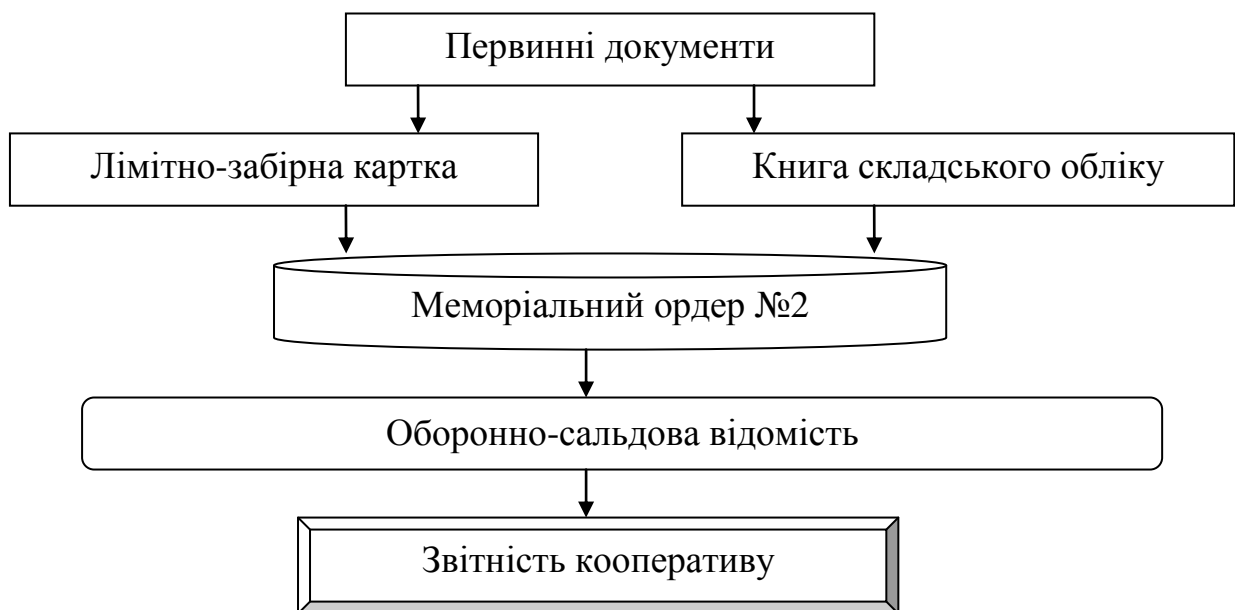 Первинні документи
Лімітно-забірна картка
Книга складського обліку
Меморіальний ордер №2
Оборонно-сальдова відомість
Звітність кооперативу